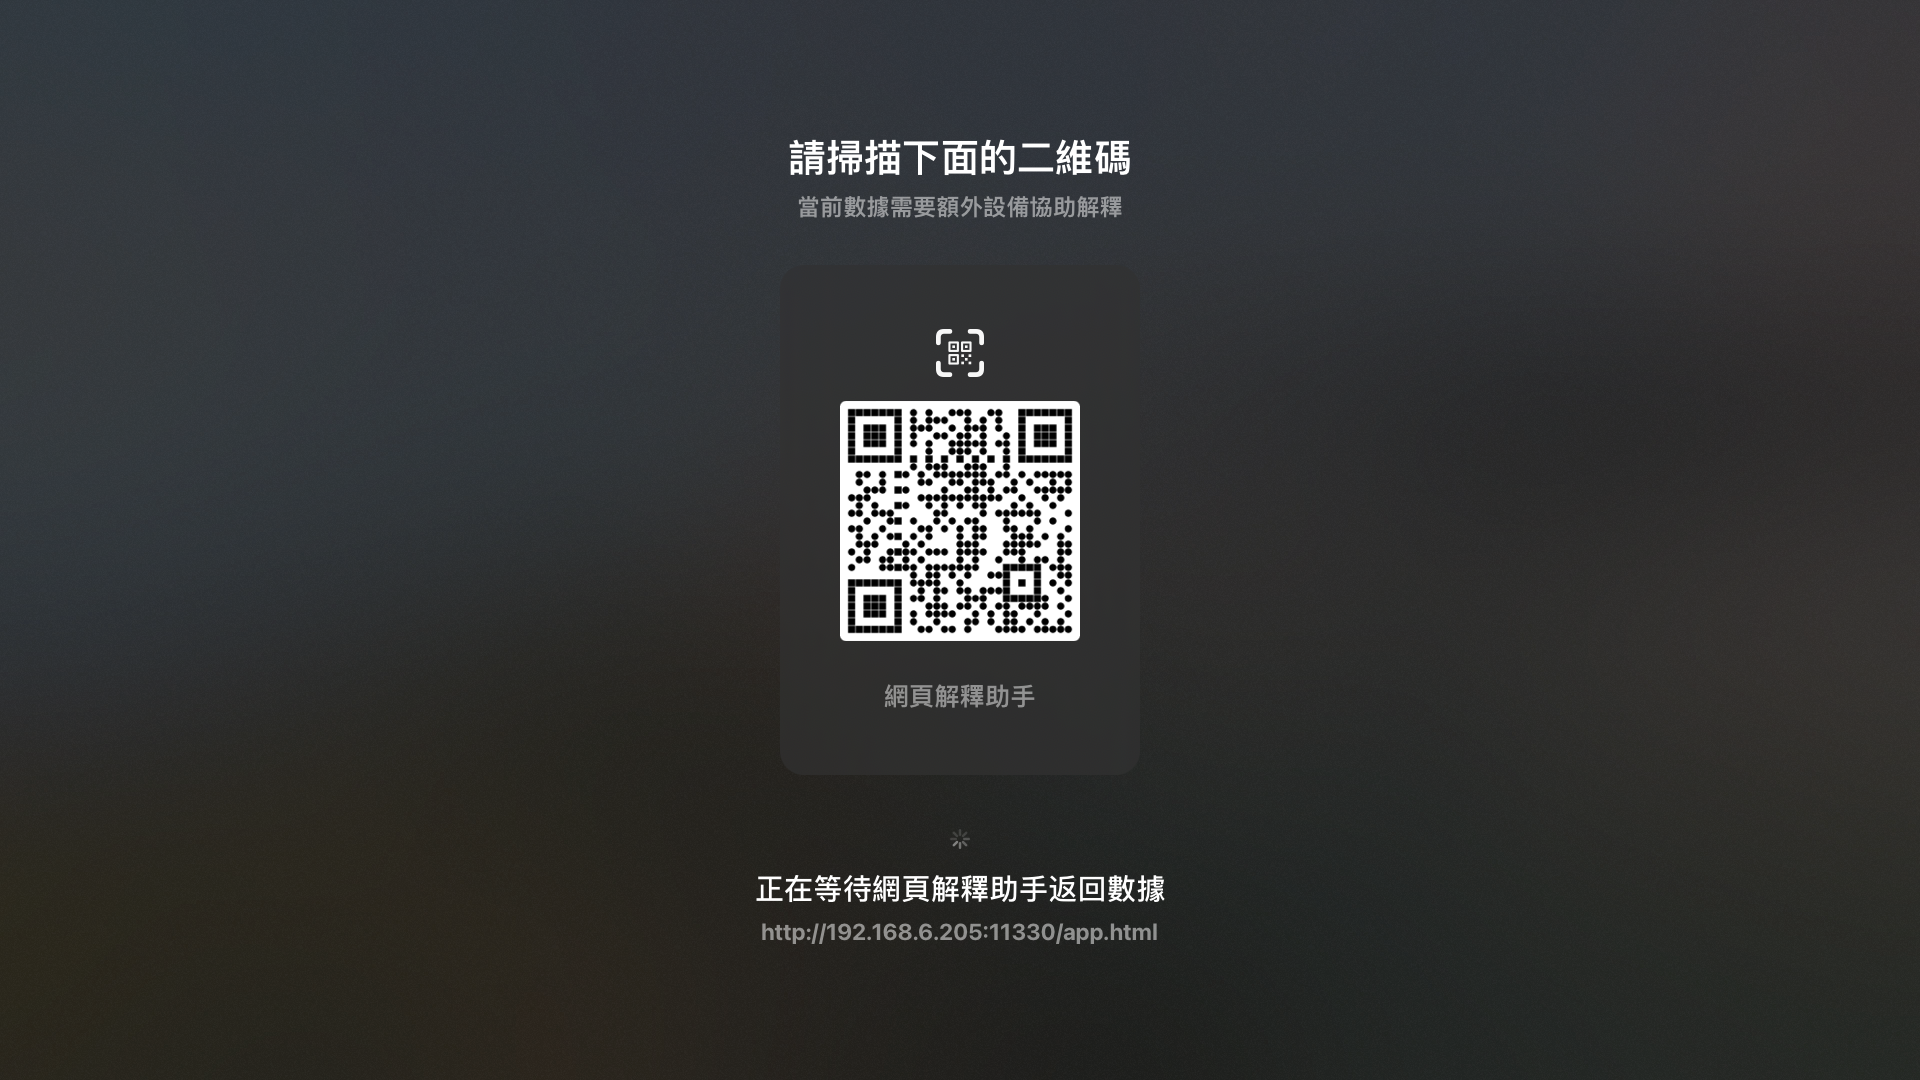 請掃描下面的二維碼
當前數據需要額外設備協助解釋
網頁解釋助手
正在等待網頁解釋助手返回數據
http://192.168.6.205:11330/app.html